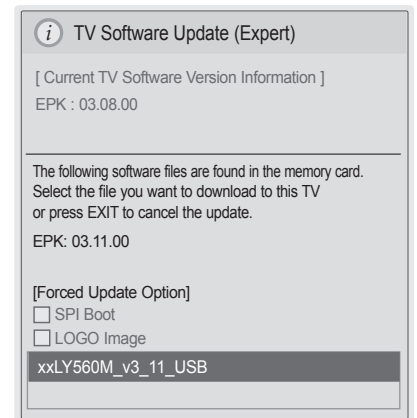 i TV Software Update (Expert)
[ Current TV Software Version Information ]
EPK : 03.08.00
The following software files are found in the memory card.
Select the file you want to download to this TV
or press EXIT to cancel the update.
EPK: 03.11.00
[Forced Update Option]
SPI Boot
LOGO Image
xxLY560M_v3_11_USB